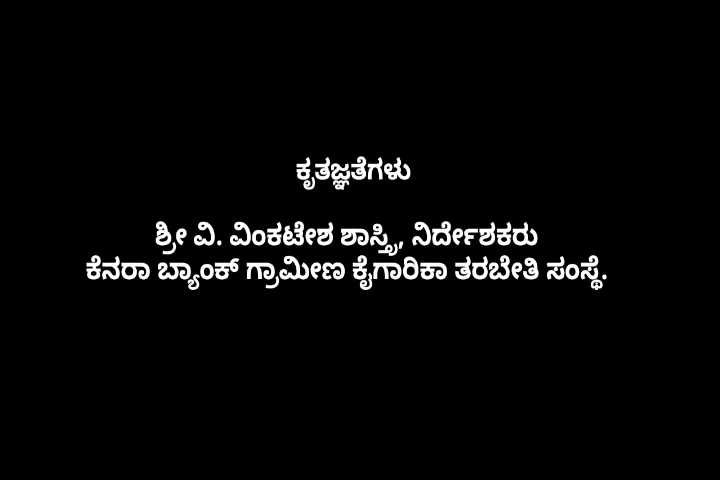 ಕೃತಜ್ಞತೆಗಳು
ಶ್ರೀ ವಿ. ವಿಂಕಟೇಶ ಶಾಸ್ತ್ರಿ, ನಿರ್ದೇಶಕರು
ಕೆನರಾ ಬ್ಯಾಂಕ್ ಗ್ರಾಮೀಣ ಕೈಗಾರಿಕಾ ತರಬೇತಿ ಸಂಸ್ಥೆ.